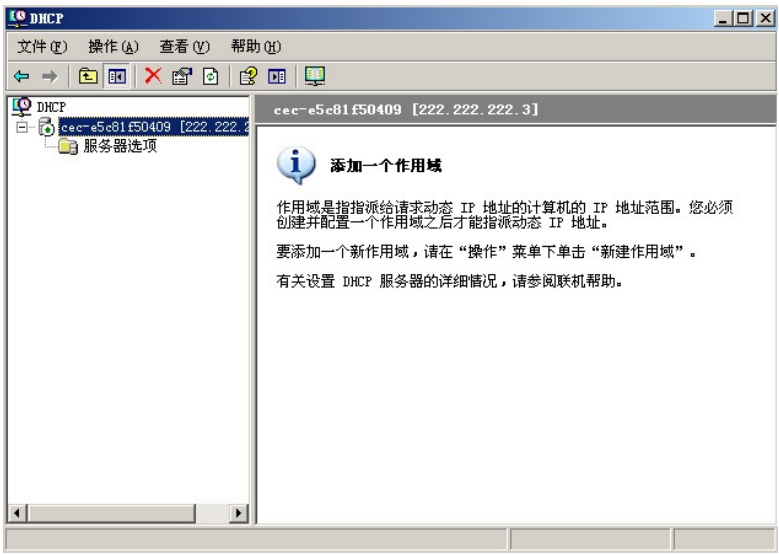 DHCP
文件(F) 操作(A) 查看(V) 帮助(H)
DHCP
cec-e5c81f50409 [222.222.2
服务器选项
cec-e5c81f50409 [222.222.222.3]
添加一个作用域
作用域是指指派给请求动态 IP 地址的计算机的 IP 地址范围。您必须
创建并配置一个作用域之后才能指派动态 IP 地址。
要添加一个新作用域，请在“操作”菜单下单击“新建作用域”。
有关设置 DHCP 服务器的详细情况，请参阅联机帮助。